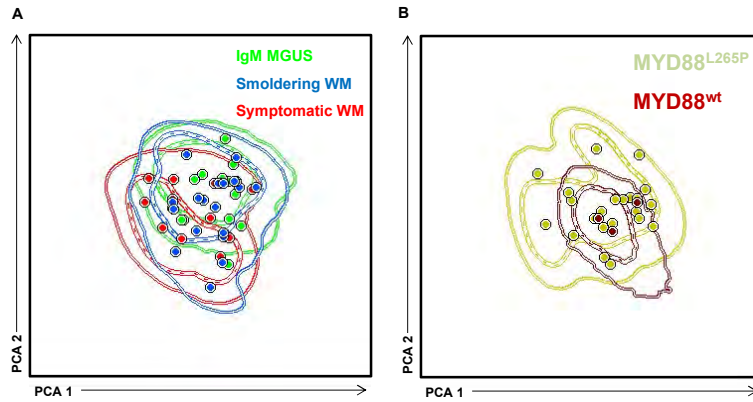 A
IgM MGUS
Smoldering WM
Symptomatic WM
PCA 2
PCA 1
B
MYD88L265P
MYD88wt
PCA 2
PCA 1